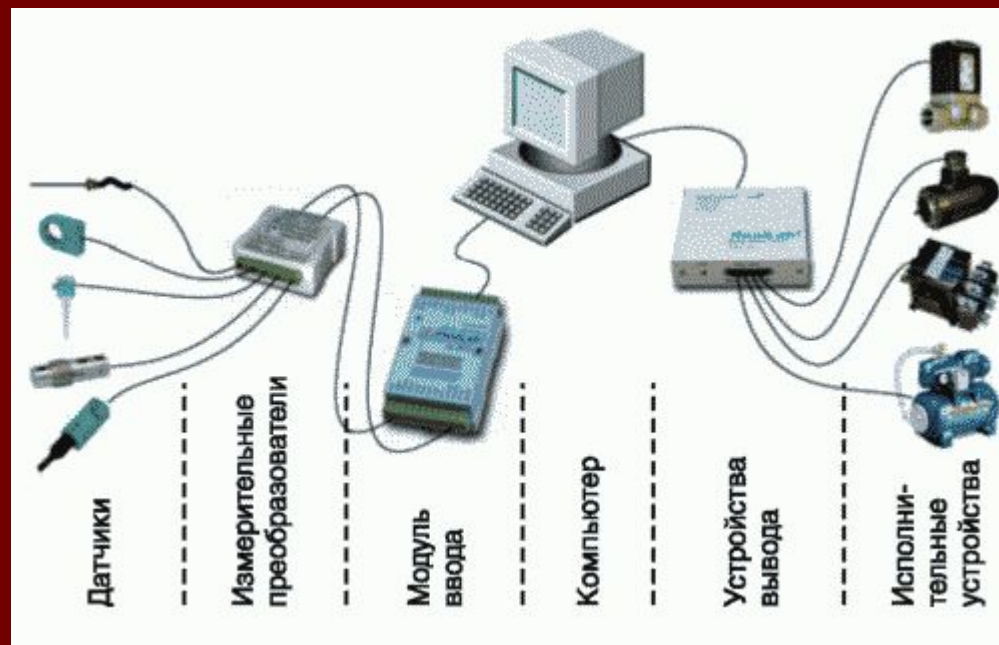 Датчики
Измерительные
преобразователи
Модуль
ввода
Компьютер
Устройства
вывода
Исполни-
тельные
устройства